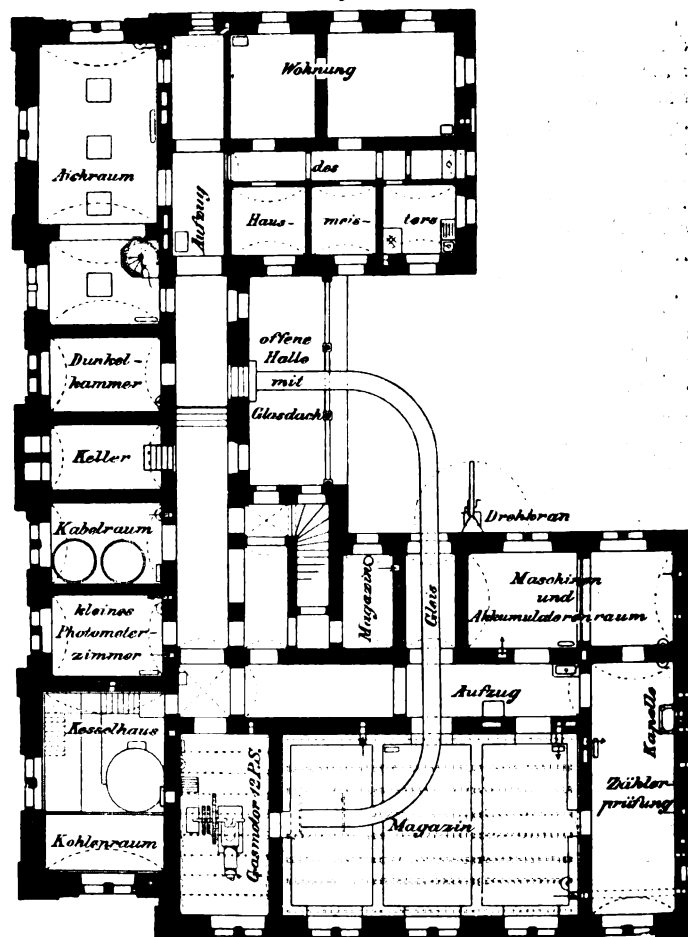 Wohnung
des
Haus-
meis-
ters
Aichraum
Aufzug
offene
Halle
mit
Glasdach
Dunkel-
kammer
Keller
Kabelraum
kleines
Photometer-
zimmer
Kesselhaus
Kohlenraum
Gasmotor 12 P.S.
Magazin
Gleis
Drehkran
Maschinen
und
Akkumulatorenraum
Aufzug
Magazin
Kapelle
Zähler-
prüfung